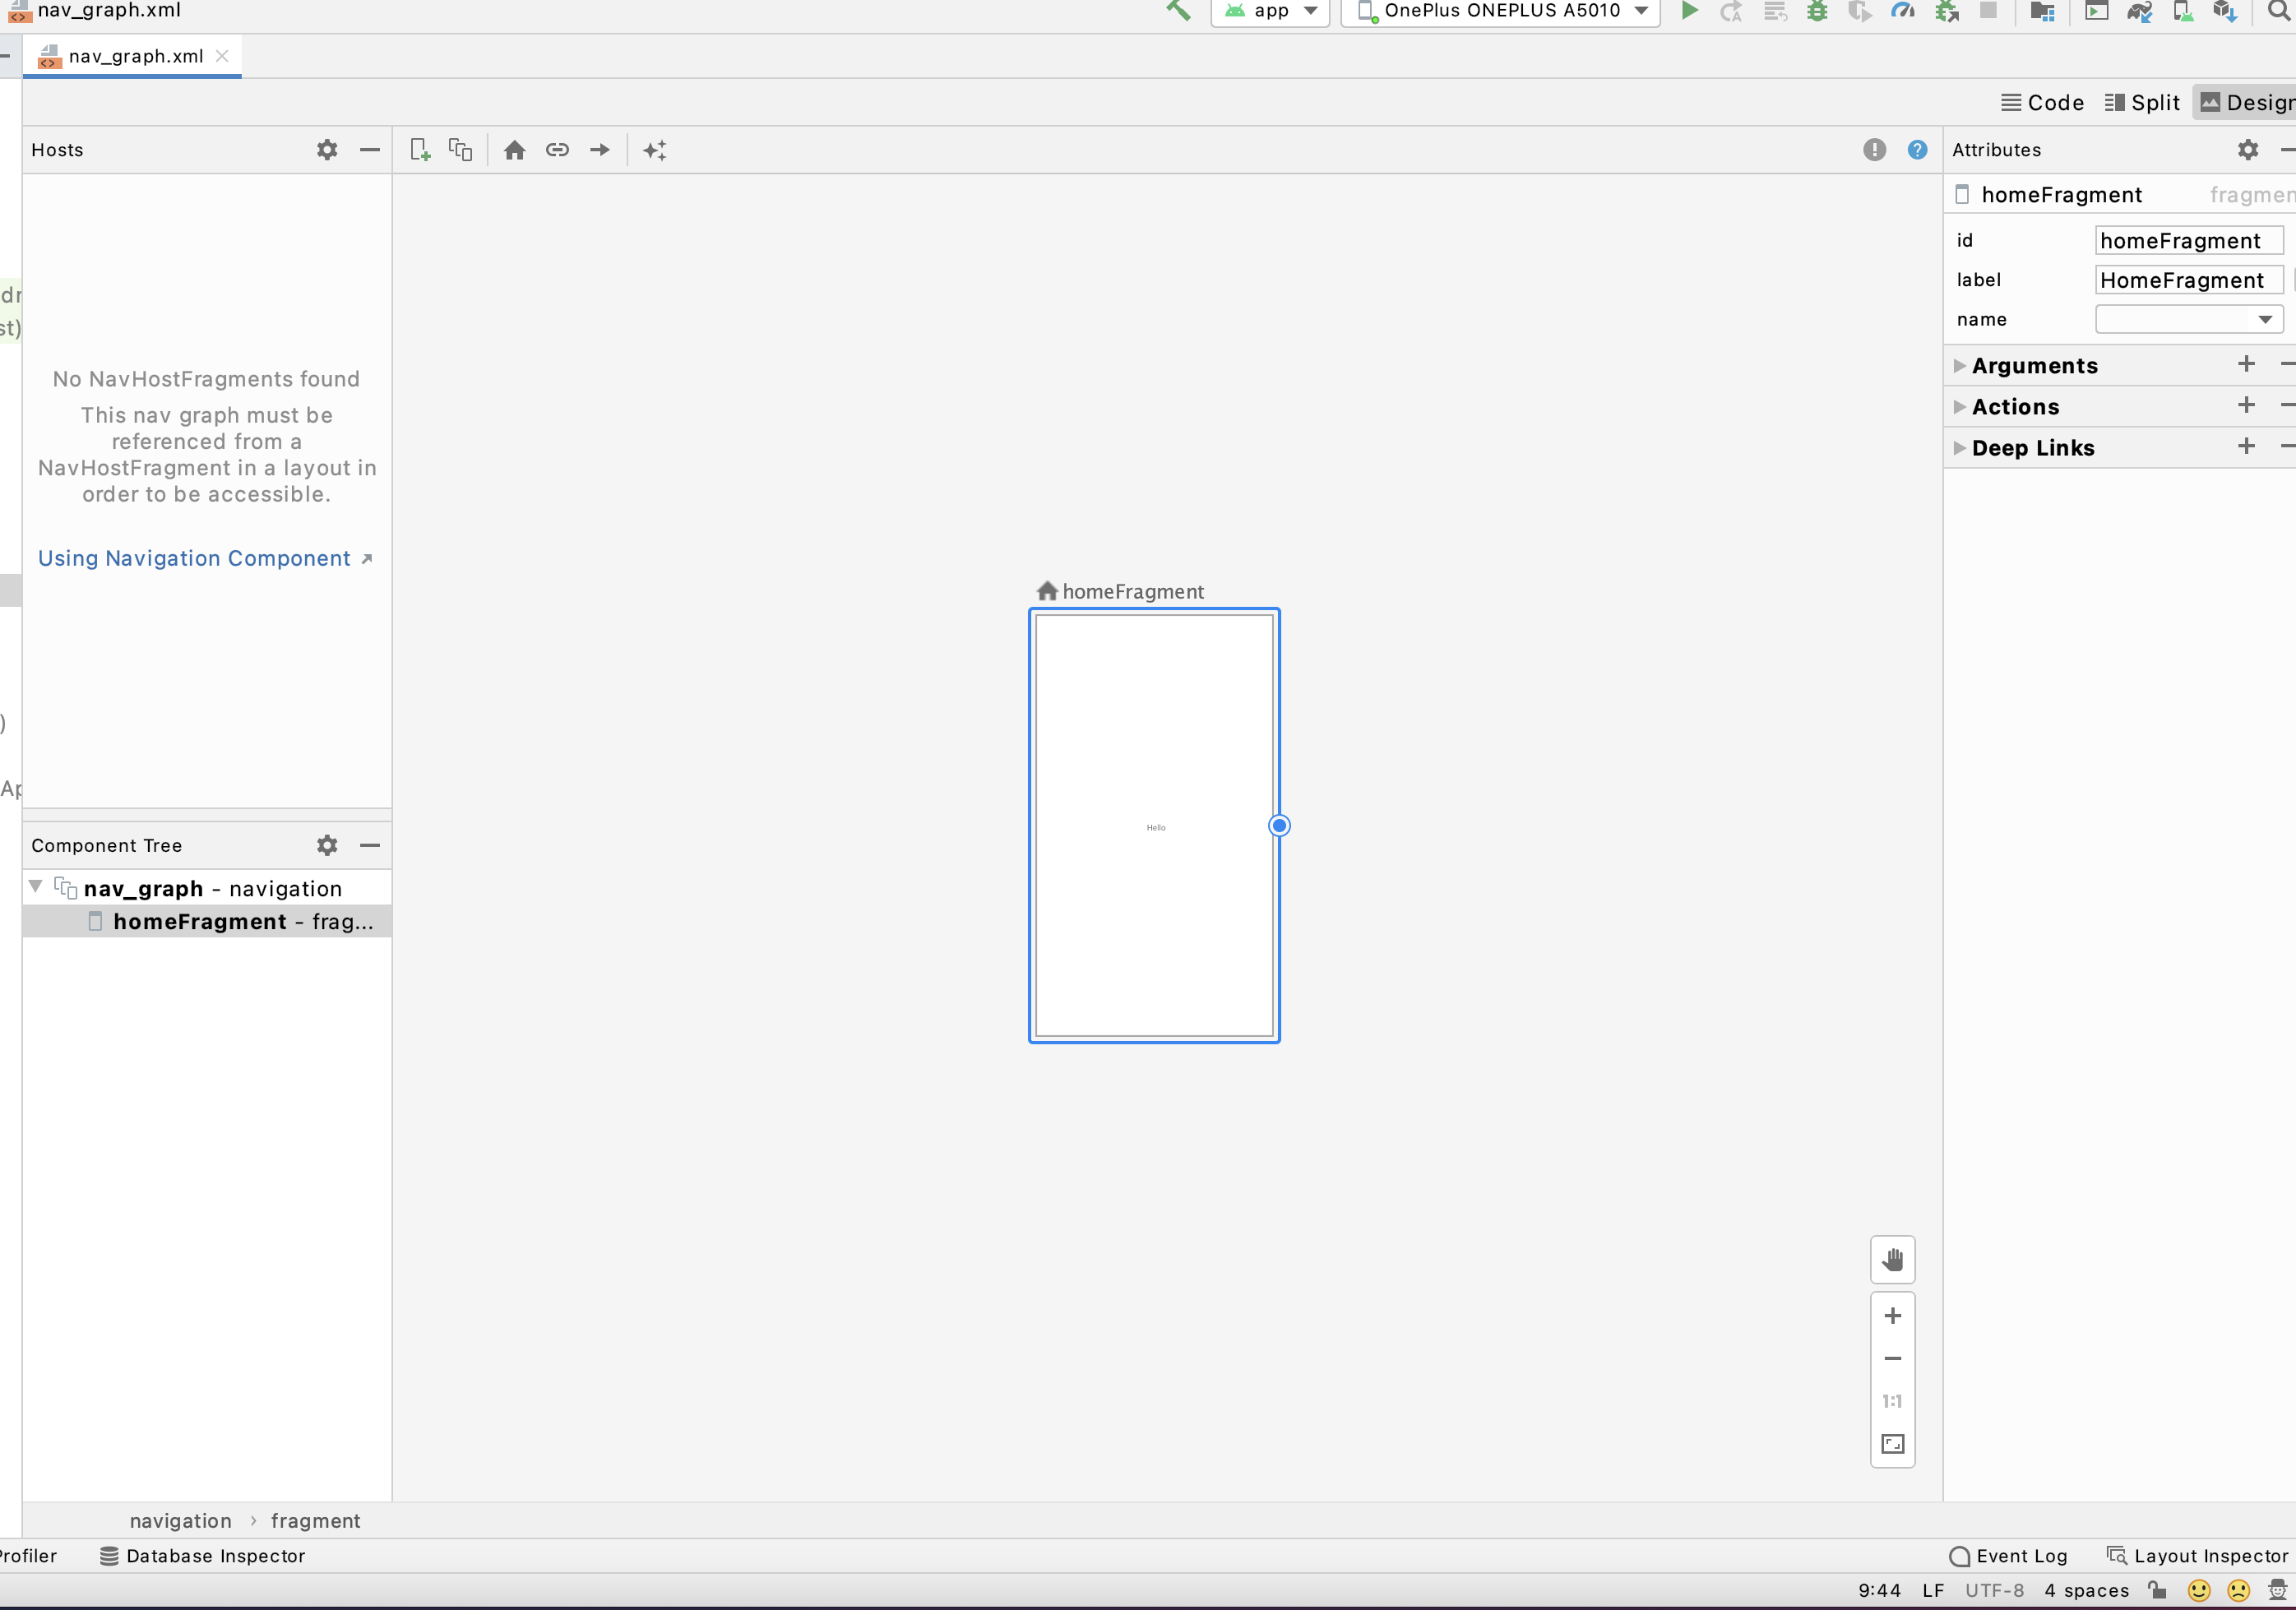 nav_graph.xml
app
OnePlus ONEPLUS A5010
nav_graph.xml
Code
Split
Design
Hosts
Attributes
homeFragment
fragmen
id
homeFragment
label
HomeFragment
name
Arguments
Actions
Deep Links
dr
st)
)
Ap
No NavHostFragments found
This nav graph must be
referenced from a
NavHostFragment in a layout in
order to be accessible.
Using Navigation Component
homeFragment
Hello
Component Tree
nav_graph - navigation
homeFragment - frag...
1:1
navigation › fragment
Profiler
Database Inspector
Event Log
Layout Inspector
9:44
LF
UTF-8
4 spaces